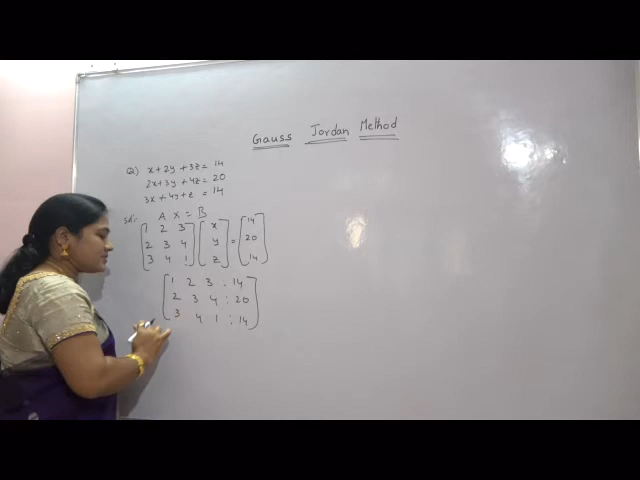 Gauss Jordan Method
Q) x + 2y + 3z = 14
2x + 3y + 4z = 20
3x + 4y + z = 14
Sol: A X = B
[1 2 3] [x] = [14]
[2 3 4] [y] = [20]
[3 4 1] [z] = [14]
[1 2 3 : 14]
[2 3 4 : 20]
[3 4 1 : 14]